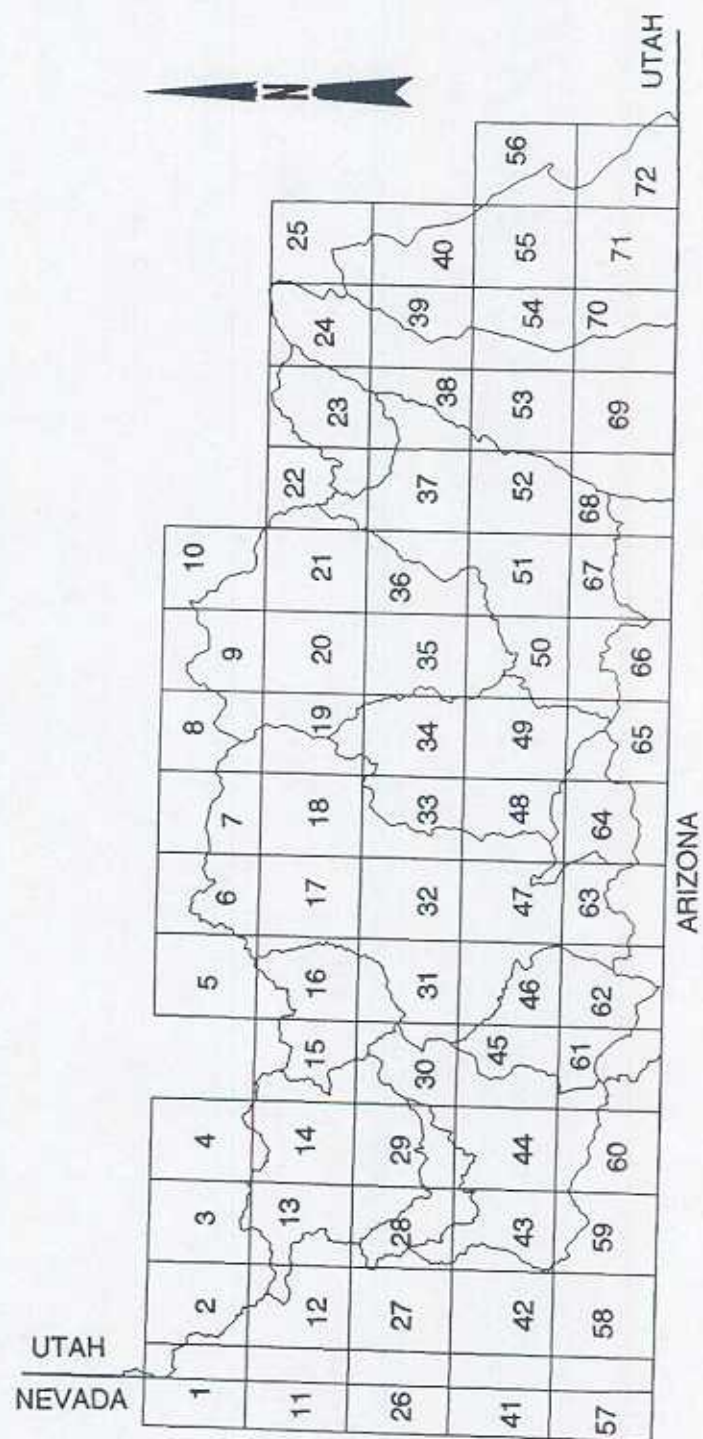 UTAH
NEVADA
N
1 2 3 4 5 6 7 8 9 10
11 12 13 14 15 16 17 18 19 20 21 22 23 24 25
26 27 28 29 30 31 32 33 34 35 36 37 38 39 40
41 42 43 44 45 46 47 48 49 50 51 52 53 54 55 56
57 58 59 60 61 62 63 64 65 66 67 68 69 70 71 72
UTAH
ARIZONA